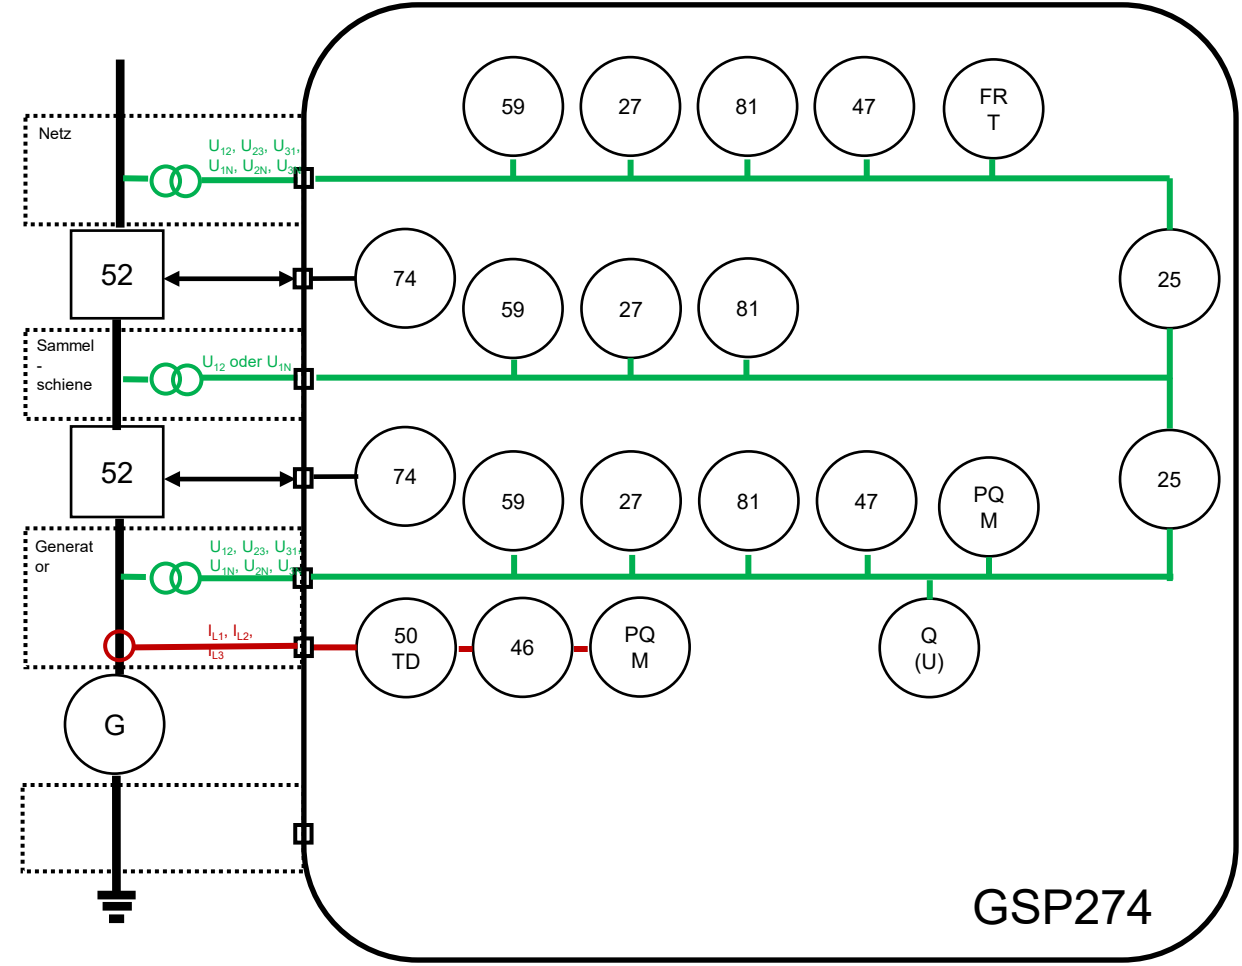 59
27
81
47
FR
T
Netz
U12, U23, U31,
U1N, U2N, U3N
52
74
59
27
81
25
Sammel
-
schiene
U12 oder U1N
52
74
59
27
81
47
PQ
M
25
Generat
or
U12, U23, U31,
U1N, U2N, U3N
IL1, IL2,
IL3
50
TD
46
PQ
M
Q
(U)
G
GSP274